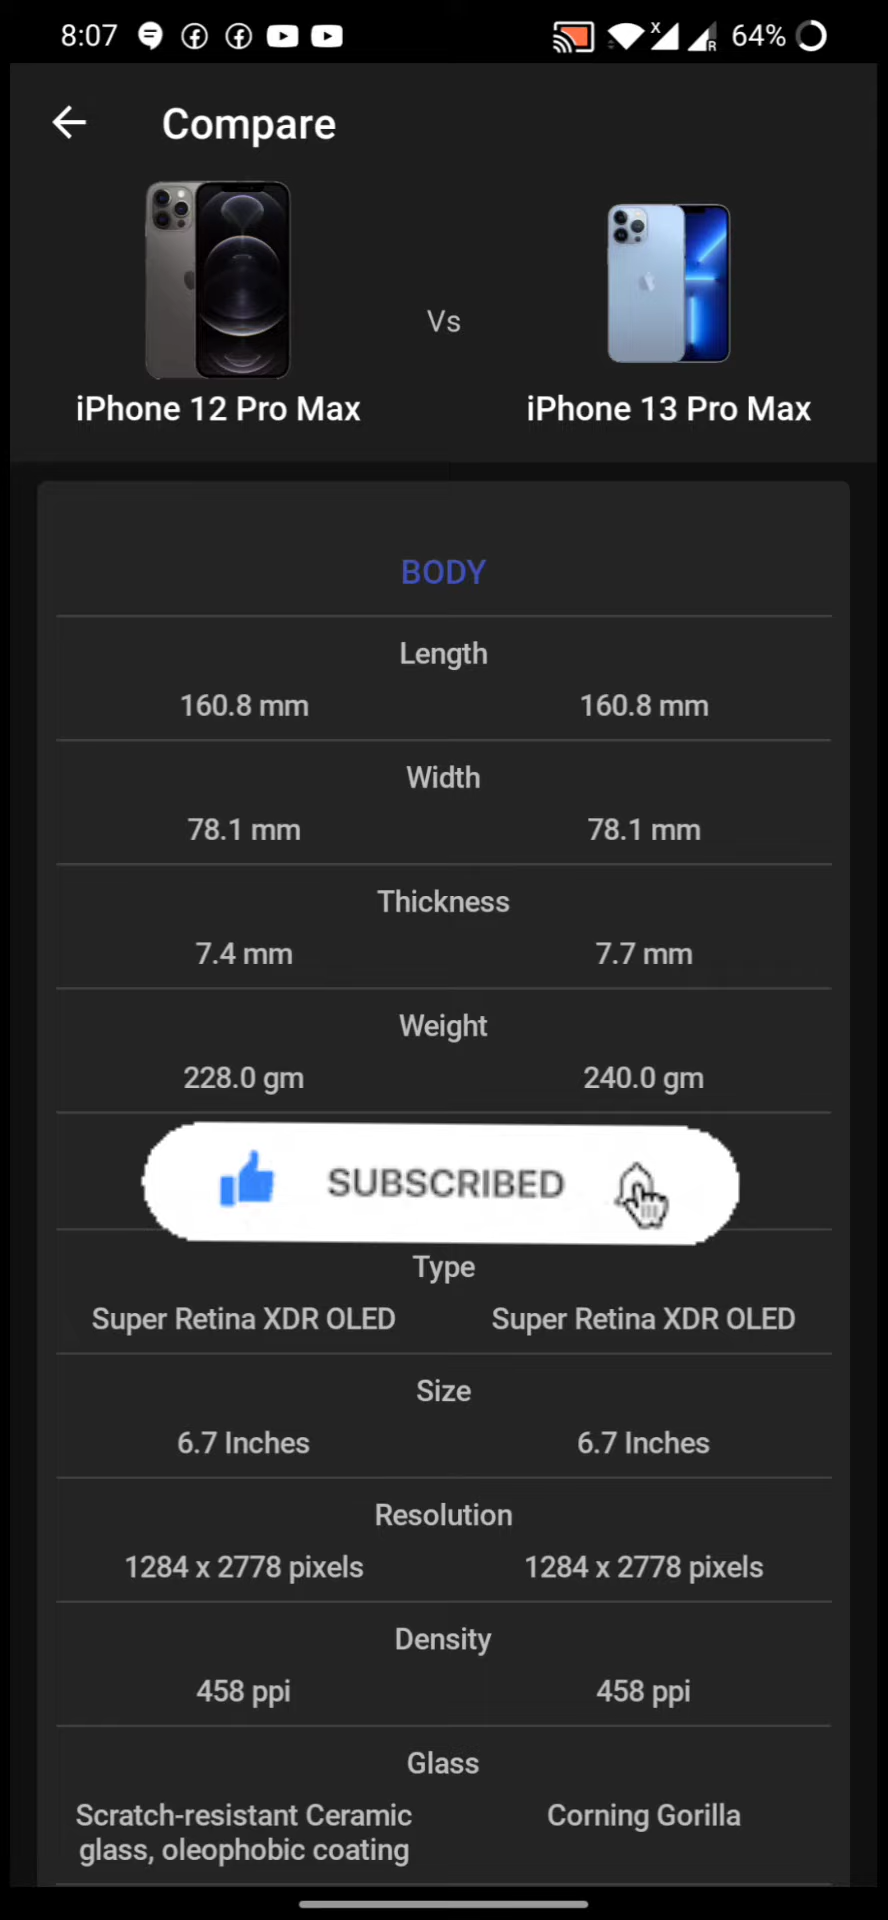 8:07
X
R
64%
Compare
Vs
iPhone 12 Pro Max
iPhone 13 Pro Max
BODY
Length
160.8 mm 160.8 mm
Width
78.1 mm 78.1 mm
Thickness
7.4 mm 7.7 mm
Weight
228.0 gm 240.0 gm
SUBSCRIBED
Type
Super Retina XDR OLED Super Retina XDR OLED
Size
6.7 Inches 6.7 Inches
Resolution
1284 x 2778 pixels 1284 x 2778 pixels
Density
458 ppi 458 ppi
Glass
Scratch-resistant Ceramic
glass, oleophobic coating
Corning Gorilla